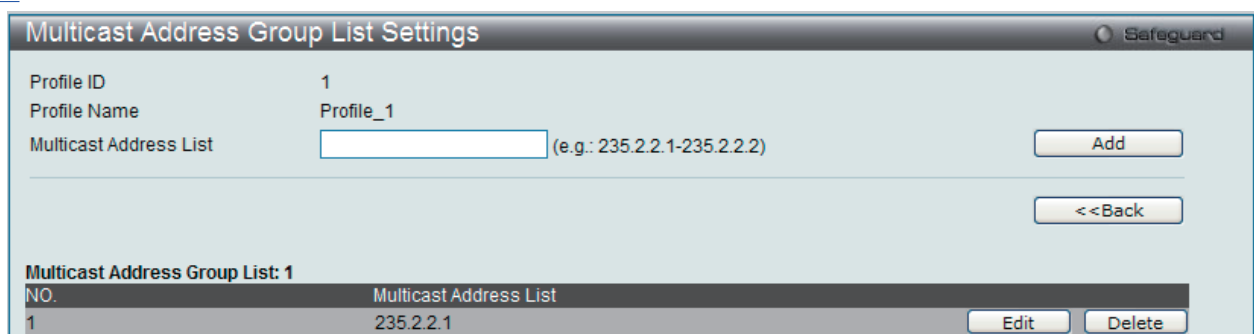 Multicast Address Group List Settings
Safeguard
Profile ID 1
Profile Name Profile_1
Multicast Address List (e.g.: 235.2.2.1-235.2.2.2) Add
<<Back
Multicast Address Group List: 1
NO. Multicast Address List
1 235.2.2.1 Edit Delete